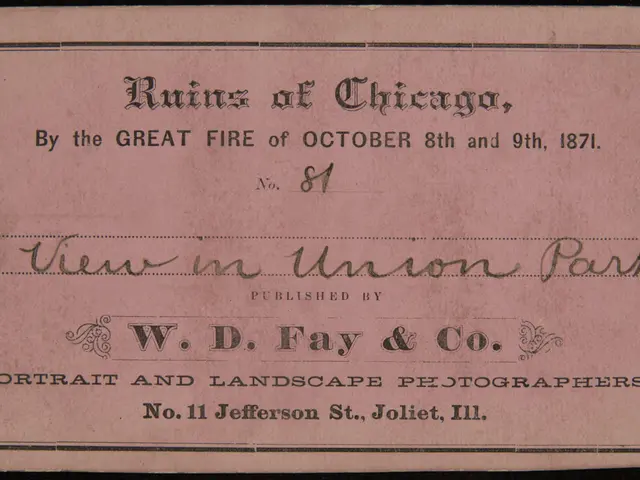 Ruins of Chicago,
By the GREAT FIRE of OCTOBER 8th and 9th, 1871.
No. 81
View in Union Park
PUBLISHED BY
W. D. Fay & Co.
ORTRAIT AND LANDSCAPE PHOTOGRAPHERS
No. 11 Jefferson St., Joliet, Ill.